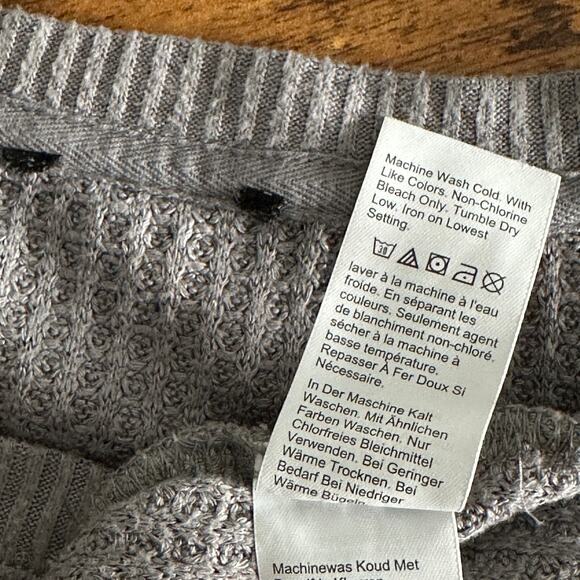 Machine Wash Cold. With
Like Colors. Non-Chlorine
Bleach Only. Tumble Dry
Low. Iron on Lowest
Setting.
30
laver à la machine à l'eau
froide. En séparant les
couleurs. Seulement agent
de blanchiment non-chloré.
sécher à la machine à
basse température.
Repasser À Fer Doux Si
Nécessaire.
In Der Maschine Kalt
Waschen. Mit Ähnlichen
Farben Waschen. Nur
Chlorfreies Bleichmittel
Verwenden. Bei Geringer
Wärme Trocknen. Bei
Bedarf Bei Niedriger
Wärme Bügeln.
Machinewas Koud Met